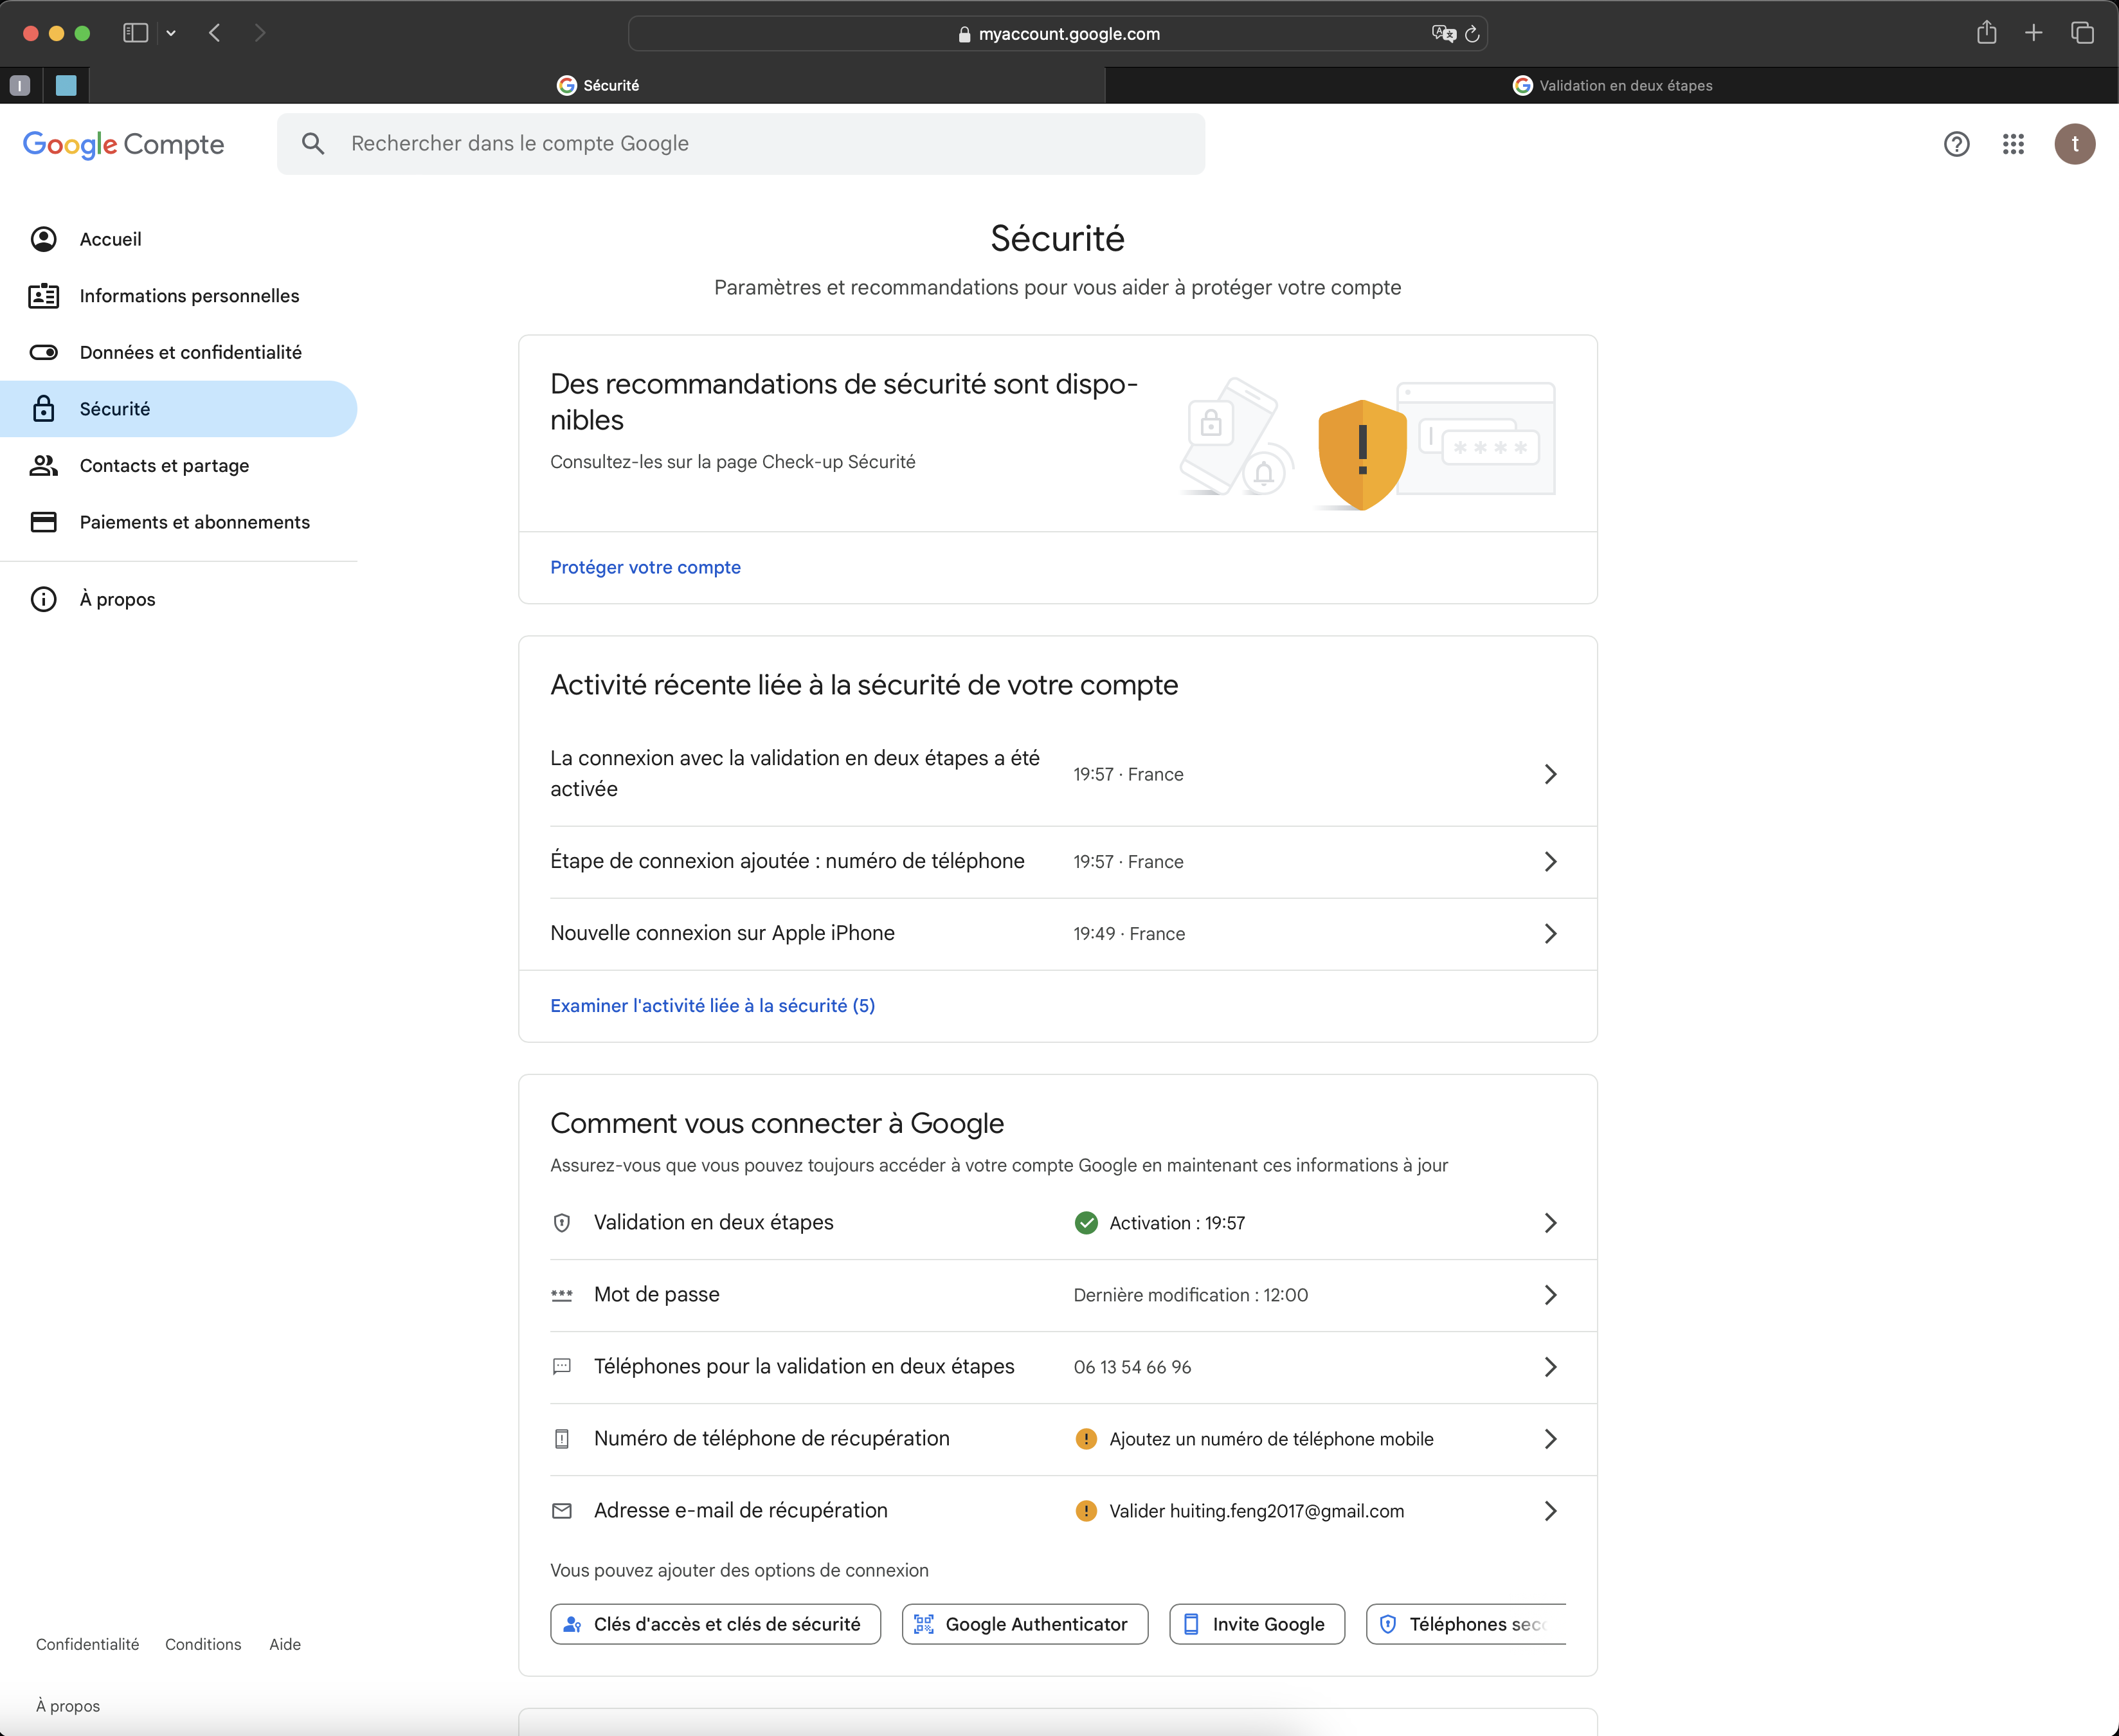 myaccount.google.com
I
Sécurité
Validation en deux étapes
Google Compte
Rechercher dans le compte Google
t
Accueil
Informations personnelles
Données et confidentialité
Sécurité
Contacts et partage
Paiements et abonnements
À propos
Sécurité
Paramètres et recommandations pour vous aider à protéger votre compte
Des recommandations de sécurité sont dispo-
nibles
Consultez-les sur la page Check-up Sécurité
Protéger votre compte
Activité récente liée à la sécurité de votre compte
La connexion avec la validation en deux étapes a été
activée
19:57 · France
Étape de connexion ajoutée : numéro de téléphone
19:57 · France
Nouvelle connexion sur Apple iPhone
19:49 · France
Examiner l'activité liée à la sécurité (5)
Comment vous connecter à Google
Assurez-vous que vous pouvez toujours accéder à votre compte Google en maintenant ces informations à jour
Validation en deux étapes
Activation : 19:57
Mot de passe
Dernière modification : 12:00
Téléphones pour la validation en deux étapes
06 13 54 66 96
Numéro de téléphone de récupération
Ajoutez un numéro de téléphone mobile
Adresse e-mail de récupération
Valider huiting.feng2017@gmail.com
Vous pouvez ajouter des options de connexion
Clés d'accès et clés de sécurité
Google Authenticator
Invite Google
Téléphones
Confidentialité
Conditions
Aide
À propos